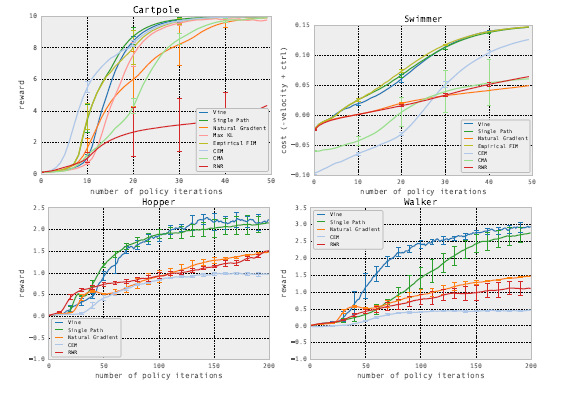 Cartpole
10
8
6
4
2
0
reward
0 10 20 30 40 50
number of policy iterations
Vine
Single Path
Natural Gradient
Max KL
Empirical FIM
CEM
CMA
RWR
Swimmer
0.15
0.10
0.05
0.00
−0.05
−0.10
cost (-velocity + ctrl)
0 10 20 30 40 50
number of policy iterations
Vine
Single Path
Natural Gradient
Empirical FIM
CEM
CMA
RWR
Hopper
2.5
2.0
1.5
1.0
0.5
0.0
−0.5
−1.0
reward
0 50 100 150 200
number of policy iterations
Vine
Single Path
Natural Gradient
CEM
RWR
Walker
3.5
3.0
2.5
2.0
1.5
1.0
0.5
0.0
−0.5
−1.0
reward
0 50 100 150 200
number of policy iterations
Vine
Single Path
Natural Gradient
CEM
RWR